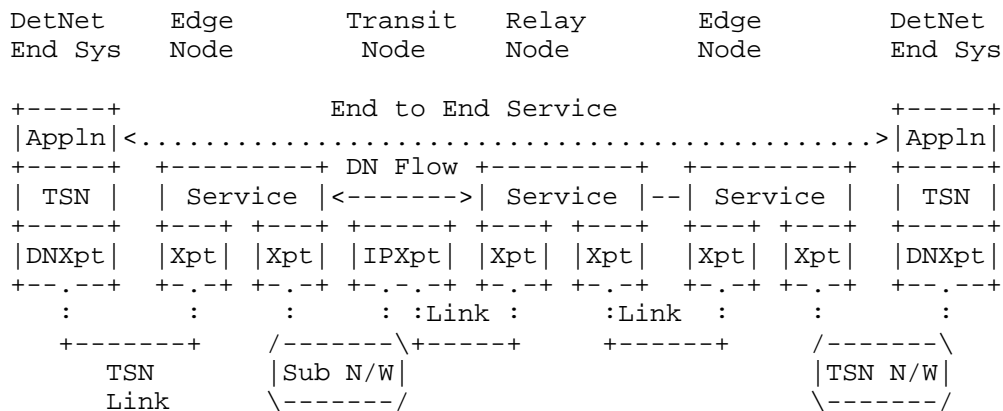 DetNet     Edge        Transit    Relay       Edge        DetNet
End Sys    Node         Node      Node        Node        End Sys

+-----+             End to End Service                 +-----+
|Appln|<..............................................>|Appln|
+-----+  +---------+ DN Flow +---------+  +---------+  +-----+
| TSN |  | Service |<------->| Service |--| Service |  | TSN |
+-----+  +---+ +---+ +-----+ +---+ +---+  +---+ +---+  +-----+
|DNXpt|  |Xpt| |Xpt| |IPXpt| |Xpt| |Xpt|  |Xpt| |Xpt|  |DNXpt|
+--.--+  +-.-+ +-.-+ +-.-.-+ +-.-+ +-.-+  +-.-+ +-.-+  +--.--+
   :       :     :     : :Link :     :Link  :     :       :
   +-------+    /-------\+-----+     +------+     /-------\
      TSN       |Sub N/W|                         |TSN N/W|
      Link      \-------/                         \-------/